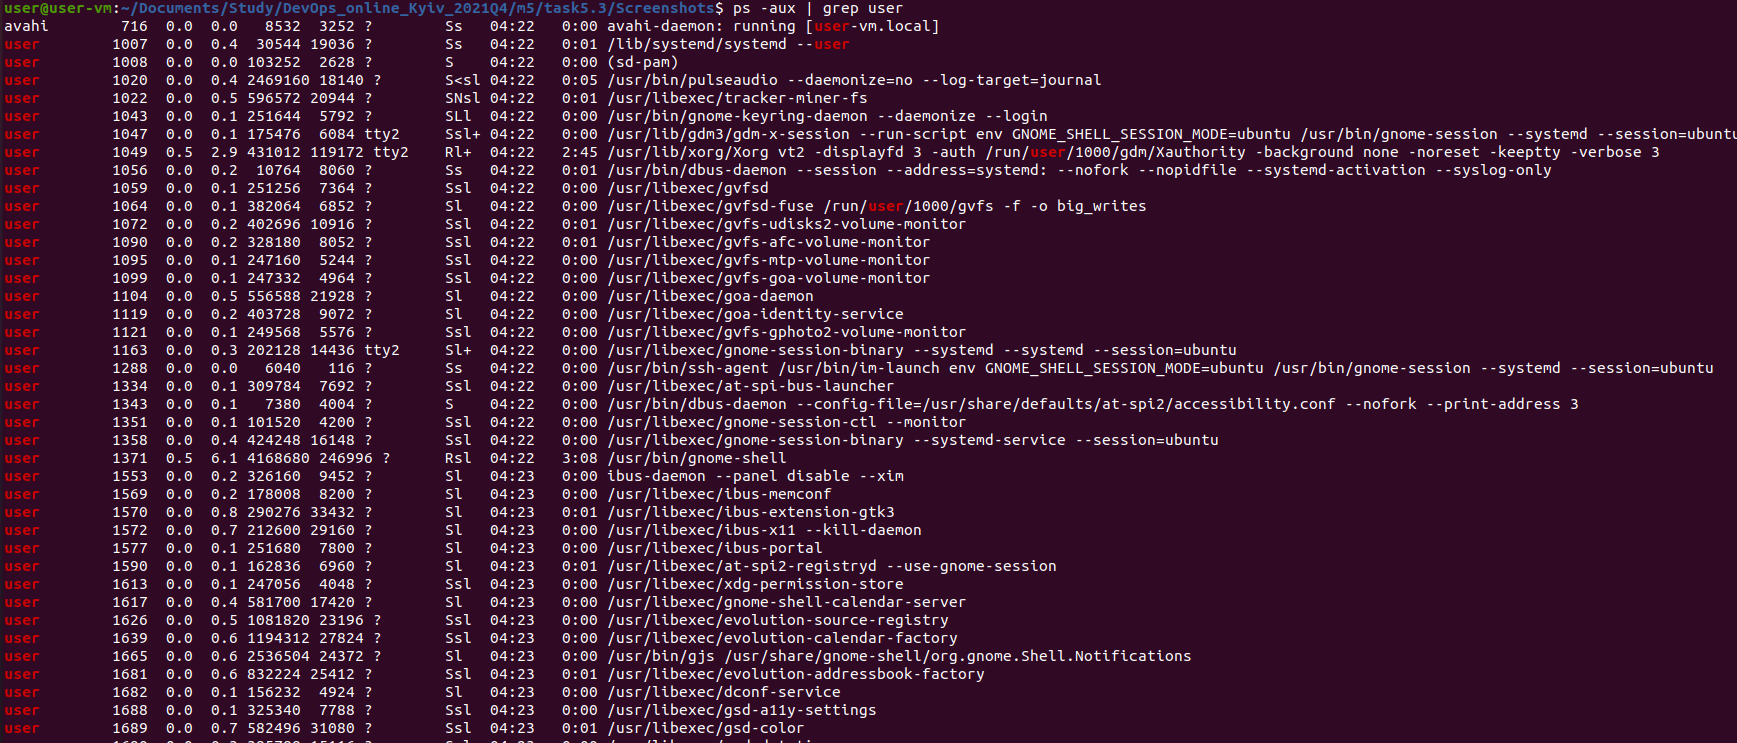 user@user-vm:~/Documents/Study/DevOps_online_Kyiv_2021Q4/m5/task5.3/Screenshots$ ps -aux | grep user
avahi 716 0.0 0.0 8532 3252 ? Ss 04:22 0:00 avahi-daemon: running [user-vm.local]
user 1007 0.0 0.4 30544 19036 ? Ss 04:22 0:01 /lib/systemd/systemd --user
user 1008 0.0 0.0 103252 2628 ? S 04:22 0:00 (sd-pam)
user 1020 0.0 0.4 2469160 18140 ? S<sl 04:22 0:05 /usr/bin/pulseaudio --daemonize=no --log-target=journal
user 1022 0.0 0.5 596572 20944 ? SNsl 04:22 0:01 /usr/libexec/tracker-miner-fs
user 1043 0.0 0.1 251644 5792 ? SLl 04:22 0:00 /usr/bin/gnome-keyring-daemon --daemonize --login
user 1047 0.0 0.1 175476 6084 tty2 Ssl+ 04:22 0:00 /usr/lib/gdm3/gdm-x-session --run-script env GNOME_SHELL_SESSION_MODE=ubuntu /usr/bin/gnome-session --systemd --session=ubuntu
user 1049 0.5 2.9 431012 119172 tty2 Rl+ 04:22 2:45 /usr/lib/xorg/Xorg vt2 -displayfd 3 -auth /run/user/1000/gdm/Xauthority -background none -noreset -keeptty -verbose 3
user 1056 0.0 0.2 10764 8060 ? Ss 04:22 0:01 /usr/bin/dbus-daemon --session --address=systemd: --nofork --nopidfile --systemd-activation --syslog-only
user 1059 0.0 0.1 251256 7364 ? Ssl 04:22 0:00 /usr/libexec/gvfsd
user 1064 0.0 0.1 382064 6852 ? Sl 04:22 0:00 /usr/libexec/gvfsd-fuse /run/user/1000/gvfs -f -o big_writes
user 1072 0.0 0.2 402696 10916 ? Ssl 04:22 0:01 /usr/libexec/gvfs-udisks2-volume-monitor
user 1090 0.0 0.2 328180 8052 ? Ssl 04:22 0:01 /usr/libexec/gvfs-afc-volume-monitor
user 1095 0.0 0.1 247160 5244 ? Ssl 04:22 0:00 /usr/libexec/gvfs-mtp-volume-monitor
user 1099 0.0 0.1 247332 4964 ? Ssl 04:22 0:00 /usr/libexec/gvfs-goa-volume-monitor
user 1104 0.0 0.5 556588 21928 ? Sl 04:22 0:00 /usr/libexec/goa-daemon
user 1119 0.0 0.2 403728 9072 ? Sl 04:22 0:00 /usr/libexec/goa-identity-service
user 1121 0.0 0.1 249568 5576 ? Ssl 04:22 0:00 /usr/libexec/gvfs-gphoto2-volume-monitor
user 1163 0.0 0.3 202128 14436 tty2 Sl+ 04:22 0:00 /usr/libexec/gnome-session-binary --systemd --systemd --session=ubuntu
user 1288 0.0 0.0 6040 116 ? Ss 04:22 0:00 /usr/bin/ssh-agent /usr/bin/im-launch env GNOME_SHELL_SESSION_MODE=ubuntu /usr/bin/gnome-session --systemd --session=ubuntu
user 1334 0.0 0.1 309784 7692 ? Ssl 04:22 0:00 /usr/libexec/at-spi-bus-launcher
user 1343 0.0 0.1 7380 4004 ? S 04:22 0:00 /usr/bin/dbus-daemon --config-file=/usr/share/defaults/at-spi2/accessibility.conf --nofork --print-address 3
user 1351 0.0 0.1 101520 4200 ? Ssl 04:22 0:00 /usr/libexec/gnome-session-ctl --monitor
user 1358 0.0 0.4 424248 16148 ? Ssl 04:22 0:00 /usr/libexec/gnome-session-binary --systemd-service --session=ubuntu
user 1371 0.5 6.1 4168680 246996 ? Rsl 04:22 3:08 /usr/bin/gnome-shell
user 1553 0.0 0.2 326160 9452 ? Sl 04:23 0:00 ibus-daemon --panel disable --xim
user 1569 0.0 0.2 178008 8200 ? Sl 04:23 0:00 /usr/libexec/ibus-memconf
user 1570 0.0 0.8 290276 33432 ? Sl 04:23 0:01 /usr/libexec/ibus-extension-gtk3
user 1572 0.0 0.7 212600 29160 ? Sl 04:23 0:00 /usr/libexec/ibus-x11 --kill-daemon
user 1577 0.0 0.1 251680 7800 ? Sl 04:23 0:00 /usr/libexec/ibus-portal
user 1590 0.0 0.1 162836 6960 ? Sl 04:23 0:01 /usr/libexec/at-spi2-registryd --use-gnome-session
user 1613 0.0 0.1 247056 4048 ? Ssl 04:23 0:00 /usr/libexec/xdg-permission-store
user 1617 0.0 0.4 581700 17420 ? Sl 04:23 0:00 /usr/libexec/gnome-shell-calendar-server
user 1626 0.0 0.5 1081820 23196 ? Ssl 04:23 0:00 /usr/libexec/evolution-source-registry
user 1639 0.0 0.6 1194312 27824 ? Ssl 04:23 0:00 /usr/libexec/evolution-calendar-factory
user 1665 0.0 0.6 2536504 24372 ? Sl 04:23 0:00 /usr/bin/gjs /usr/share/gnome-shell/org.gnome.Shell.Notifications
user 1681 0.0 0.6 832224 25412 ? Ssl 04:23 0:01 /usr/libexec/evolution-addressbook-factory
user 1682 0.0 0.1 156232 4924 ? Sl 04:23 0:00 /usr/libexec/dconf-service
user 1688 0.0 0.1 325340 7788 ? Ssl 04:23 0:00 /usr/libexec/gsd-a11y-settings
user 1689 0.0 0.7 582496 31080 ? Ssl 04:23 0:01 /usr/libexec/gsd-color